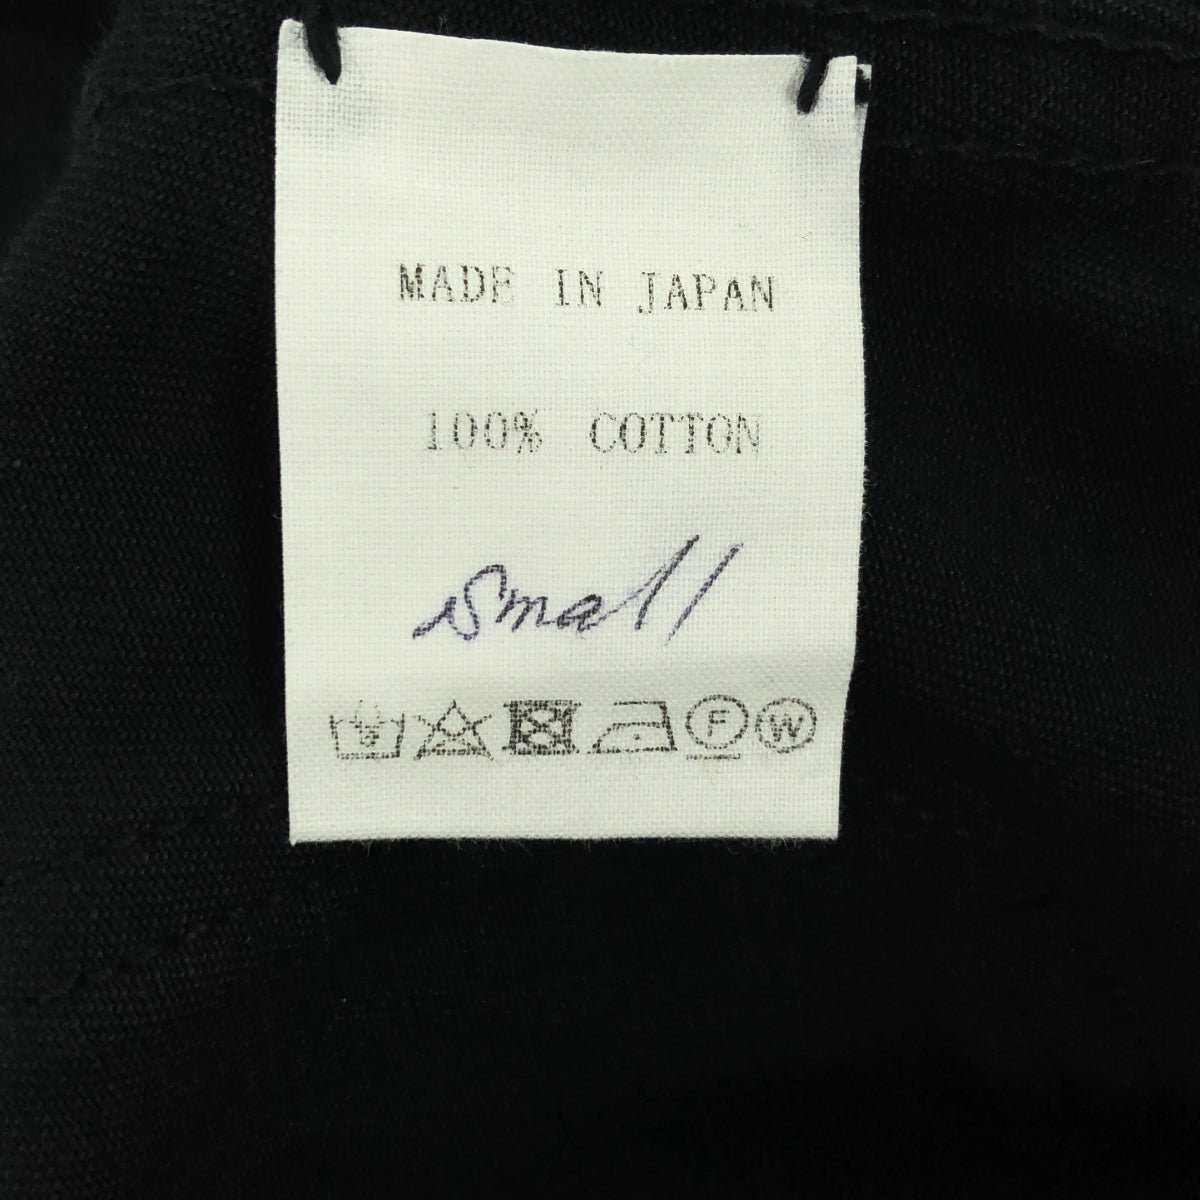 MADE IN JAPAN
100% COTTON
small
F W